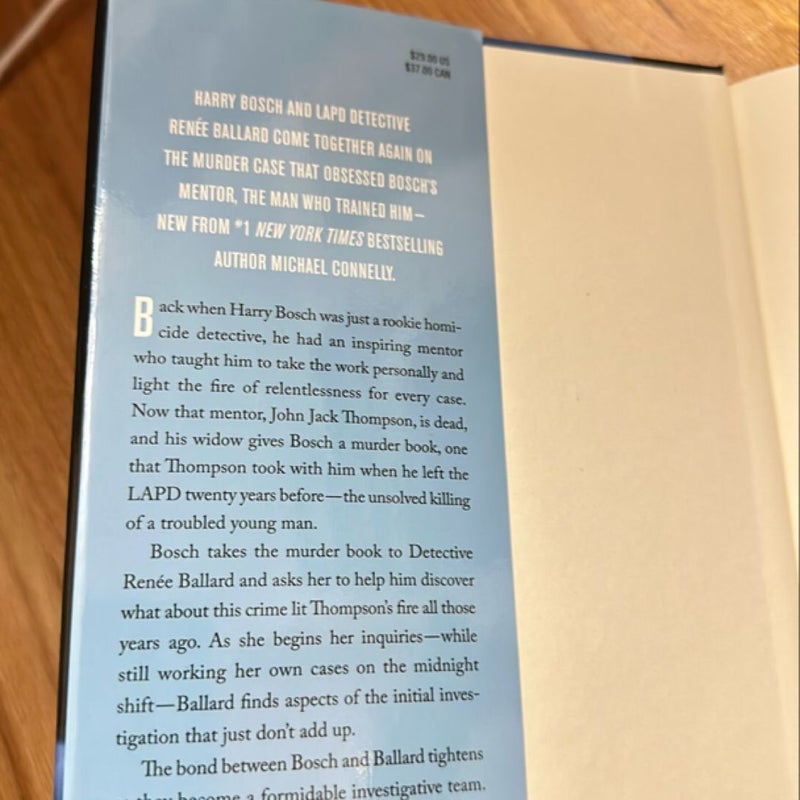 $29.00 US
$37.00 CAN
HARRY BOSCH AND LAPD DETECTIVE
RENÉE BALLARD COME TOGETHER AGAIN ON
THE MURDER CASE THAT OBSESSED BOSCH'S
MENTOR, THE MAN WHO TRAINED HIM—
NEW FROM #1 NEW YORK TIMES BESTSELLING
AUTHOR MICHAEL CONNELLY.
Back when Harry Bosch was just a rookie homi-
cide detective, he had an inspiring mentor
who taught him to take the work personally and
light the fire of relentlessness for every case.
Now that mentor, John Jack Thompson, is dead,
and his widow gives Bosch a murder book, one
that Thompson took with him when he left the
LAPD twenty years before—the unsolved killing
of a troubled young man.
Bosch takes the murder book to Detective
Renée Ballard and asks her to help him discover
what about this crime lit Thompson's fire all those
years ago. As she begins her inquiries—while
still working her own cases on the midnight
shift—Ballard finds aspects of the initial inves-
tigation that just don't add up.
The bond between Bosch and Ballard tightens
they become a formidable investigative team.